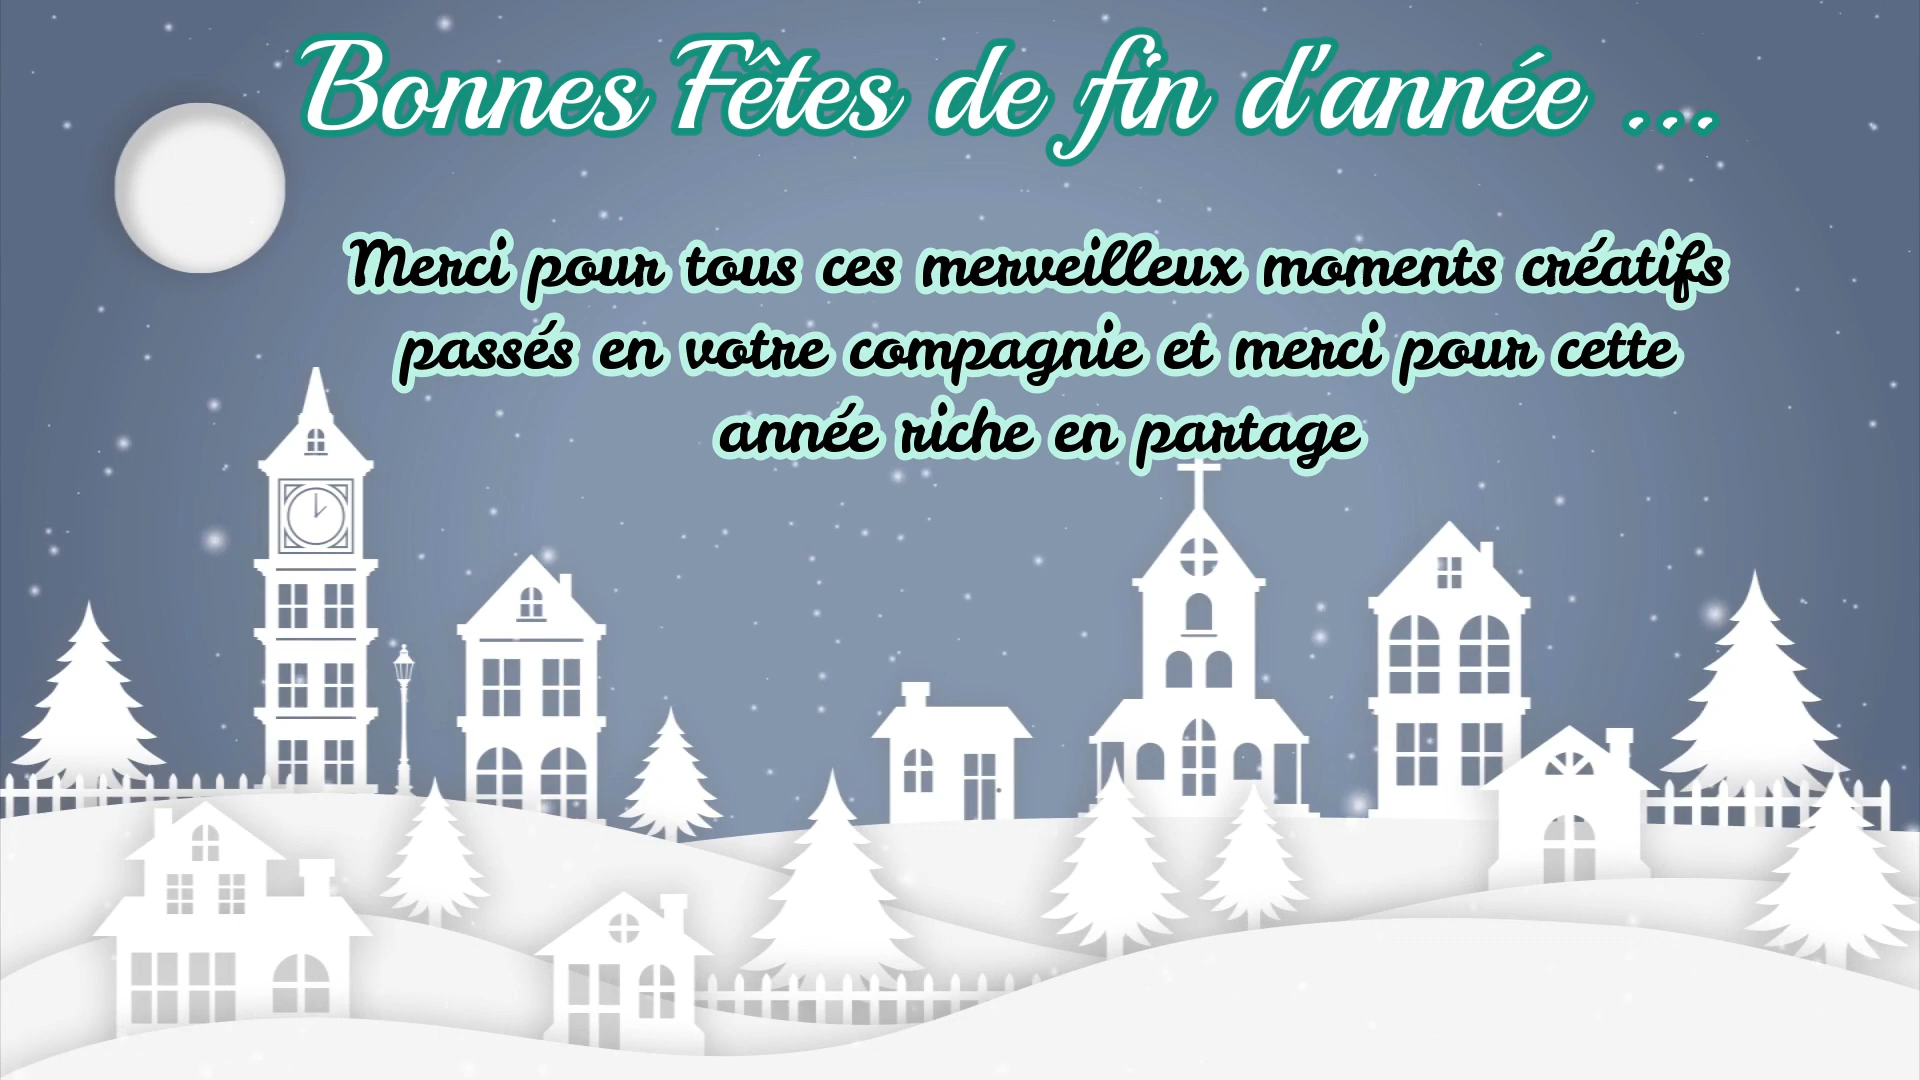 Bonnes Fêtes de fin d'année ...
Merci pour tous ces merveilleux moments créatifs
passés en votre compagnie et merci pour cette
année riche en partage